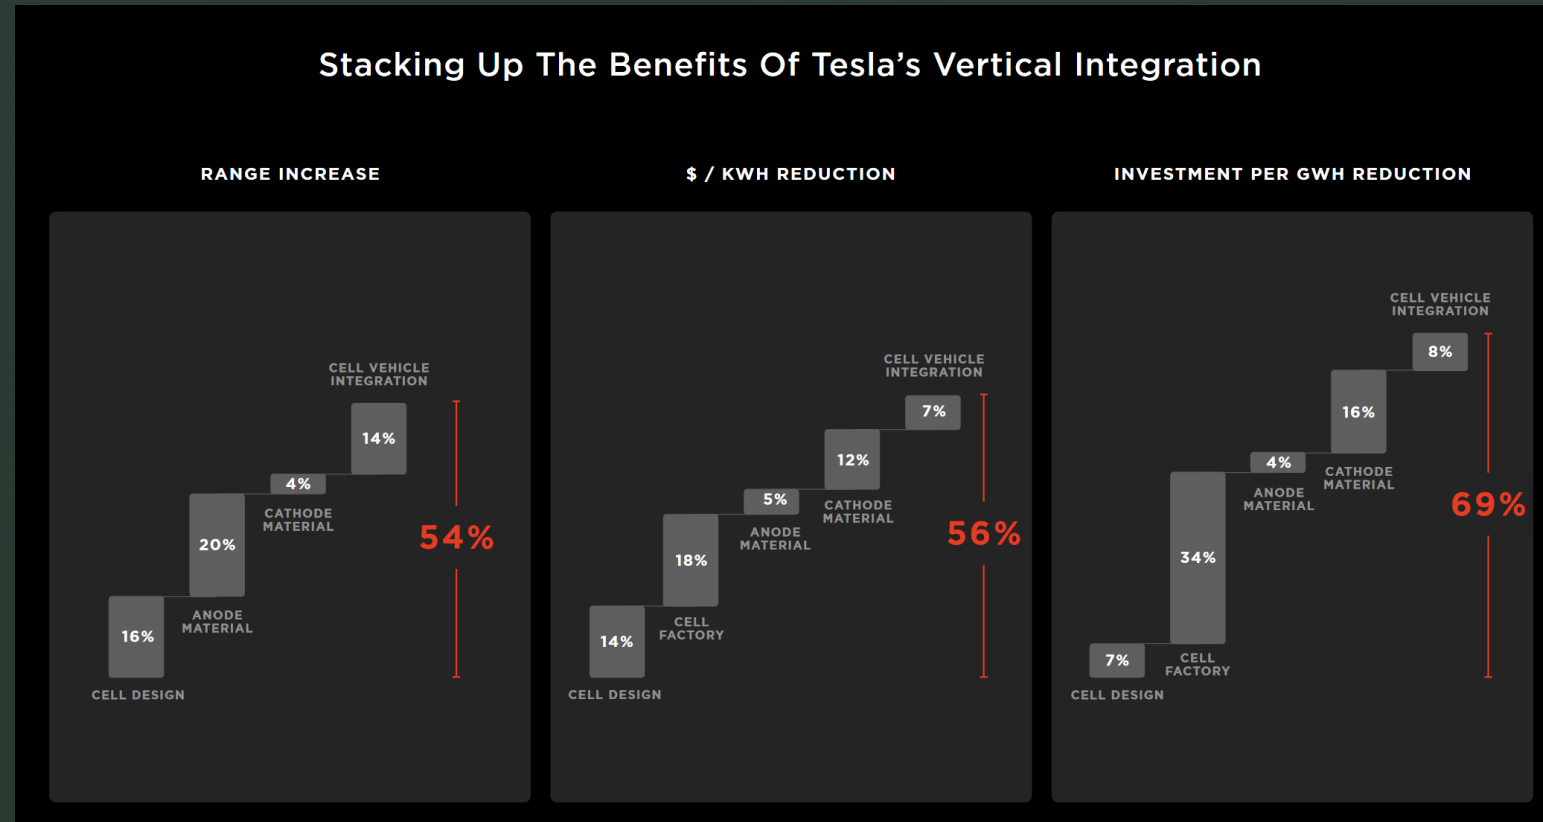 Stacking Up The Benefits Of Tesla’s Vertical Integration
RANGE INCREASE
CELL VEHICLE
INTEGRATION
14%
4%
CATHODE
MATERIAL
20%
ANODE
MATERIAL
16%
CELL DESIGN
54%
$ / KWH REDUCTION
CELL VEHICLE
INTEGRATION
7%
12%
CATHODE
MATERIAL
5%
ANODE
MATERIAL
18%
CELL
FACTORY
14%
CELL DESIGN
56%
INVESTMENT PER GWH REDUCTION
CELL VEHICLE
INTEGRATION
8%
16%
CATHODE
MATERIAL
4%
ANODE
MATERIAL
34%
CELL
FACTORY
7%
CELL DESIGN
69%